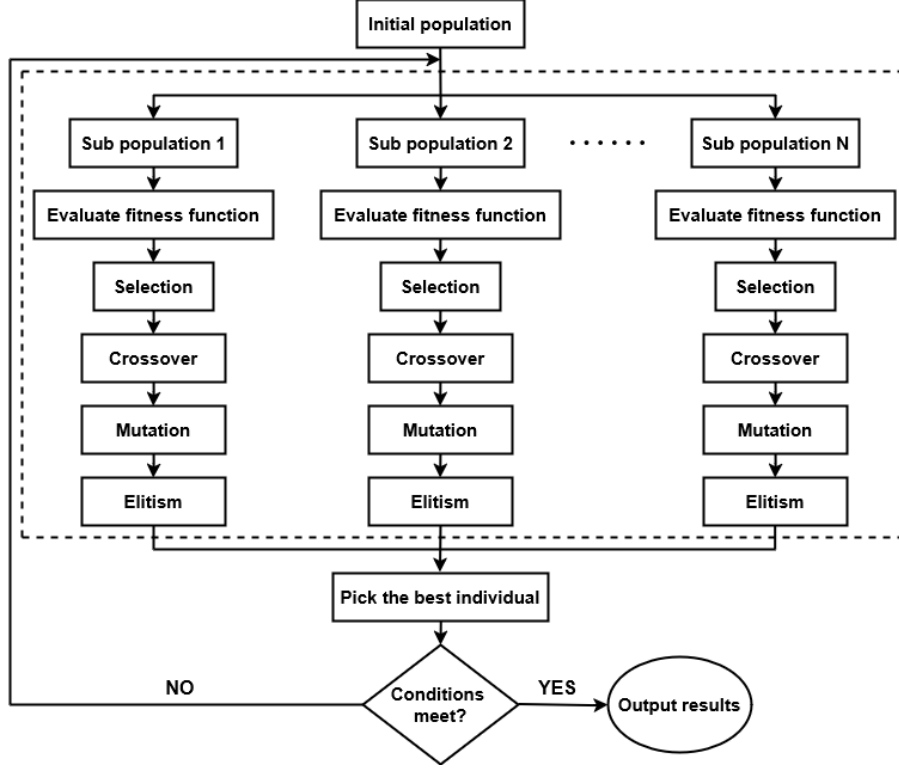 Initial population
Sub population 1
Sub population 2
......
Sub population N
Evaluate fitness function
Evaluate fitness function
Evaluate fitness function
Selection
Selection
Selection
Crossover
Crossover
Crossover
Mutation
Mutation
Mutation
Elitism
Elitism
Elitism
Pick the best individual
NO
Conditions
meet?
YES
Output results